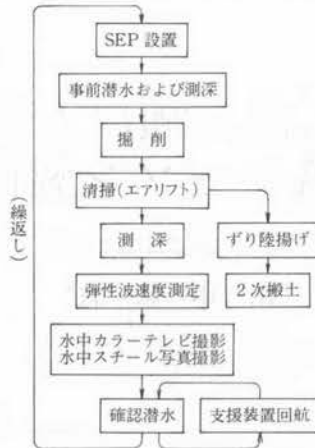 SEP 設置
事前潜水および測深
掘削
清掃(エアリフト)
測深
ずり陸揚げ
弾性波速度測定
2次搬土
水中カラーテレビ撮影
水中スチール写真撮影
確認潜水
支援装置回航
(繰返し)